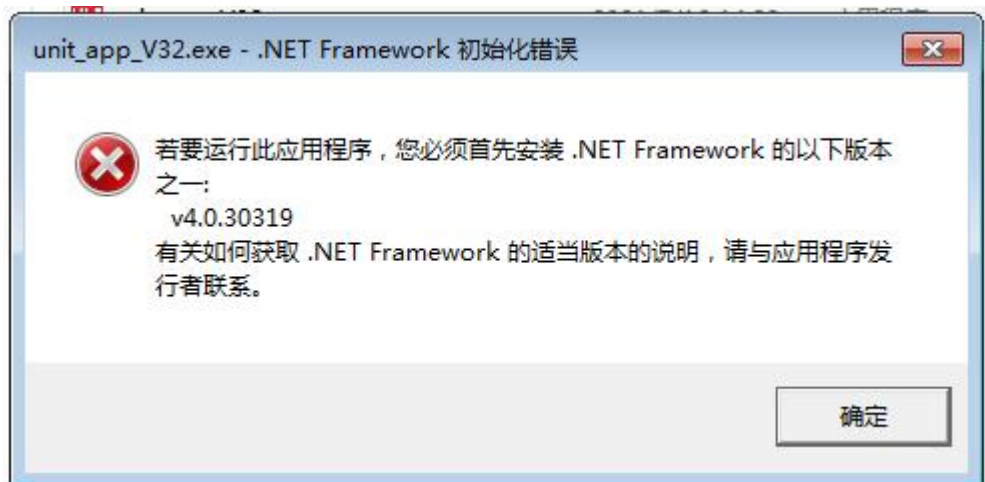 unit_app_V32.exe - .NET Framework 初始化错误
若要运行此应用程序，您必须首先安装 .NET Framework 的以下版本
之一:
v4.0.30319
有关如何获取 .NET Framework 的适当版本的说明，请与应用程序发
行者联系。
确定